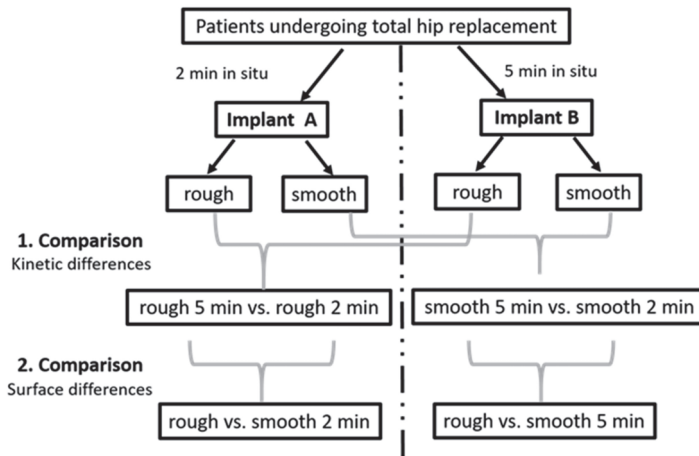 Patients undergoing total hip replacement
2 min in situ
5 min in situ
Implant A
Implant B
rough
smooth
rough
smooth
1. Comparison
Kinetic differences
rough 5 min vs. rough 2 min
smooth 5 min vs. smooth 2 min
2. Comparison
Surface differences
rough vs. smooth 2 min
rough vs. smooth 5 min